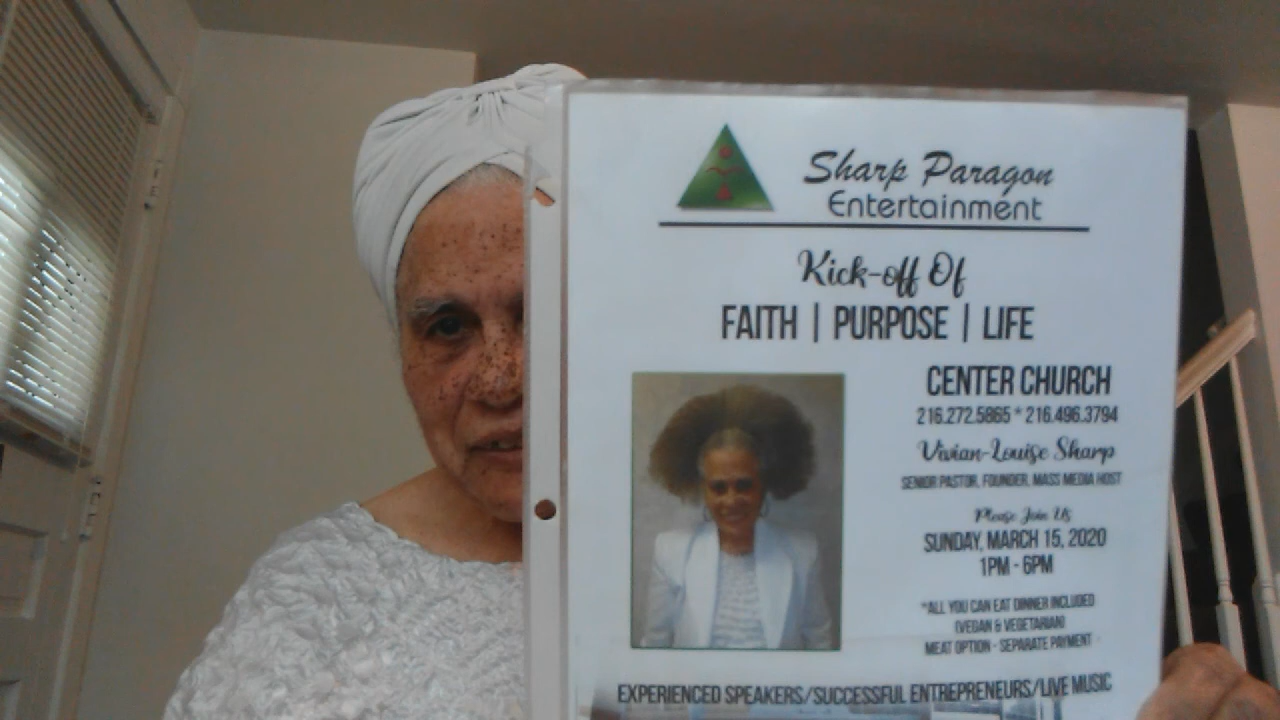 Sharp Paragon
Entertainment
Kick-off Of
FAITH | PURPOSE | LIFE
CENTER CHURCH
216.272.5865 * 216.496.3794
Vivian-Louise Sharp
SENIOR PASTOR, FOUNDER, MASS MEDIA HOST
Please Join Us
SUNDAY, MARCH 15, 2020
1PM - 6PM
*ALL YOU CAN EAT DINNER INCLUDED
(VEGAN & VEGETARIAN)
MEAT OPTION - SEPARATE PAYMENT
EXPERIENCED SPEAKERS/SUCCESSFUL ENTREPRENEURS/LIVE MUSIC